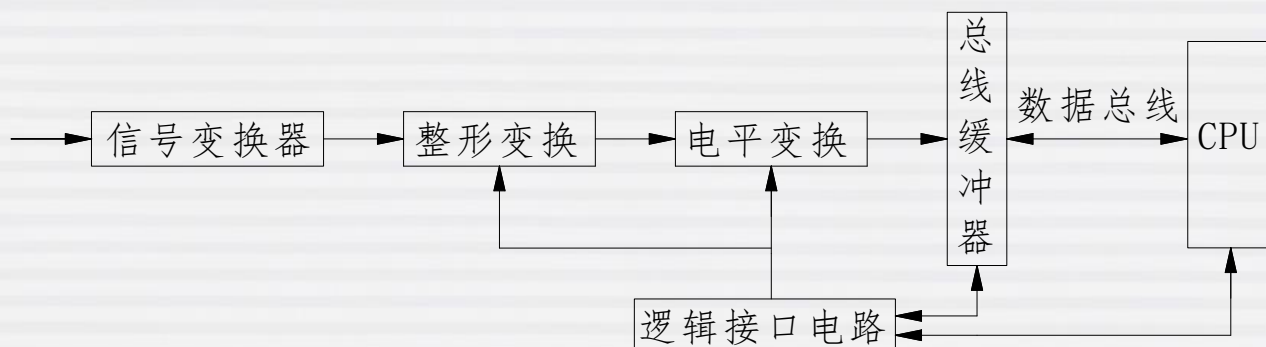 信号变换器
整形变换
电平变换
总线缓冲器
数据总线
CPU
逻辑接口电路